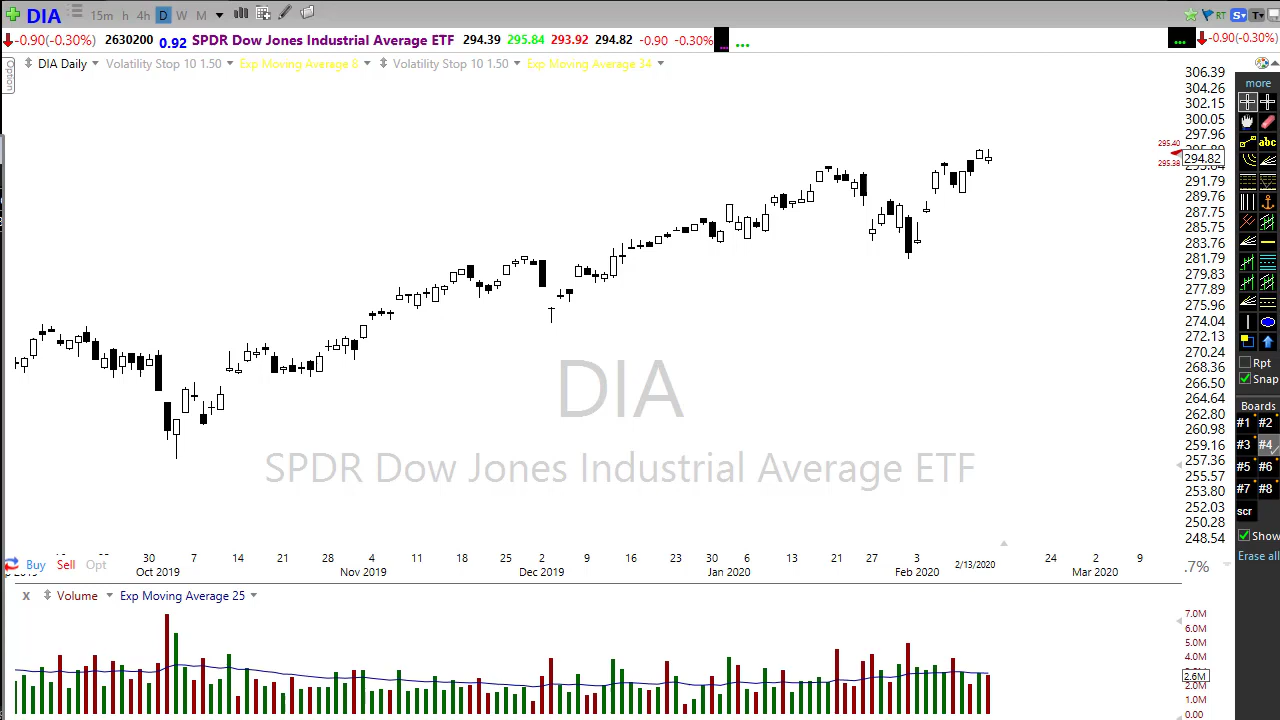 DIA 15m h 4h D W M RT S T
-0.90(-0.30%) 2630200 0.92 SPDR Dow Jones Industrial Average ETF 294.39 295.84 293.92 294.82 -0.90 -0.30% ... ... ... -0.90(-0.30%)
Option DIA Daily Volatility Stop 10 1.50 Exp Moving Average 8 Volatility Stop 10 1.50 Exp Moving Average 34
306.39
304.26
302.15
300.05
297.96
295.40
294.82
295.38
291.79
289.76
287.75
285.75
283.76
281.79
279.83
277.89
275.96
274.04
272.13
270.24
268.36
266.50
264.64
262.80
260.98
259.16
257.36
255.57
253.80
252.03
250.28
248.54
more
abc
Rpt
Snap
Boards
#1 #2
#3 #4
#5 #6
#7 #8
scr
Show
Erase all
DIA
SPDR Dow Jones Industrial Average ETF
30 7 14 21 28 4 11 18 25 2 9 16 23 30 6 13 21 27 3 24 2 9
Buy Sell Opt
Oct 2019 Nov 2019 Dec 2019 Jan 2020 Feb 2020 2/13/2020 Mar 2020
.7%
x Volume Exp Moving Average 25
7.0M
6.0M
5.0M
4.0M
2.6M
2.0M
1.0M
0.00